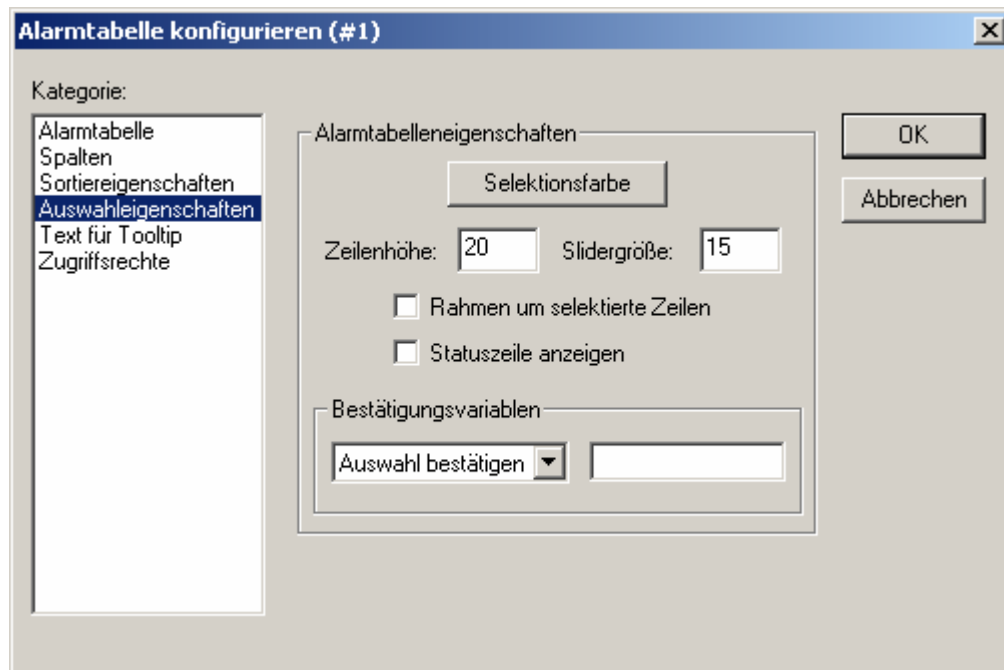 Alarmtabelle konfigurieren (#1)
Kategorie:
Alarmtabelle
Spalten
Sortiereigenschaften
Auswahleigenschaften
Text für Tooltip
Zugriffsrechte
Alarmtabelleneigenschaften
Selektionsfarbe
Zeilenhöhe: 20 Slidergröße: 15
Rahmen um selektierte Zeilen
Statuszeile anzeigen
Bestätigungsvariablen
Auswahl bestätigen
OK
Abbrechen